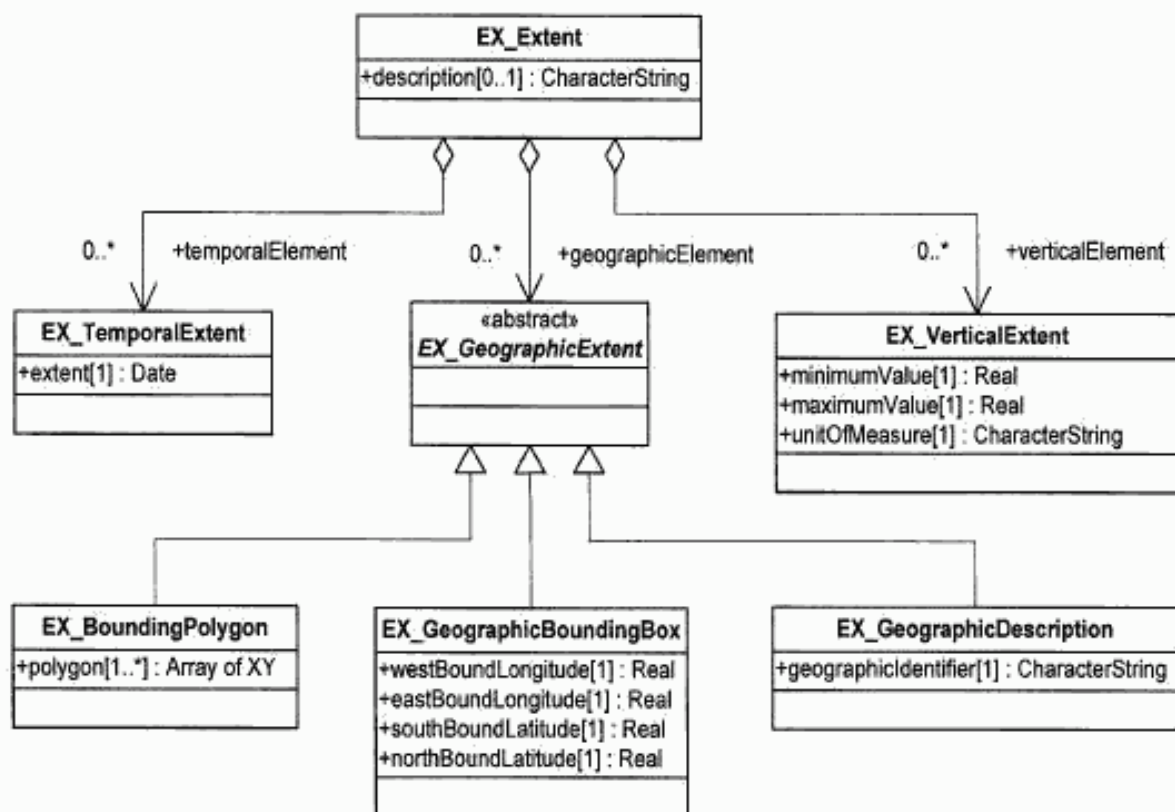 EX_Extent
+description[0..1] : CharacterString
0..*
+temporalElement
0..*
+geographicElement
0..*
+verticalElement
EX_TemporalExtent
+extent[1] : Date
«abstract»
EX_GeographicExtent
EX_VerticalExtent
+minimumValue[1] : Real
+maximumValue[1] : Real
+unitOfMeasure[1] : CharacterString
EX_BoundingPolygon
+polygon[1..*] : Array of XY
EX_GeographicBoundingBox
+westBoundLongitude[1] : Real
+eastBoundLongitude[1] : Real
+southBoundLatitude[1] : Real
+northBoundLatitude[1] : Real
EX_GeographicDescription
+geographicIdentifier[1] : CharacterString